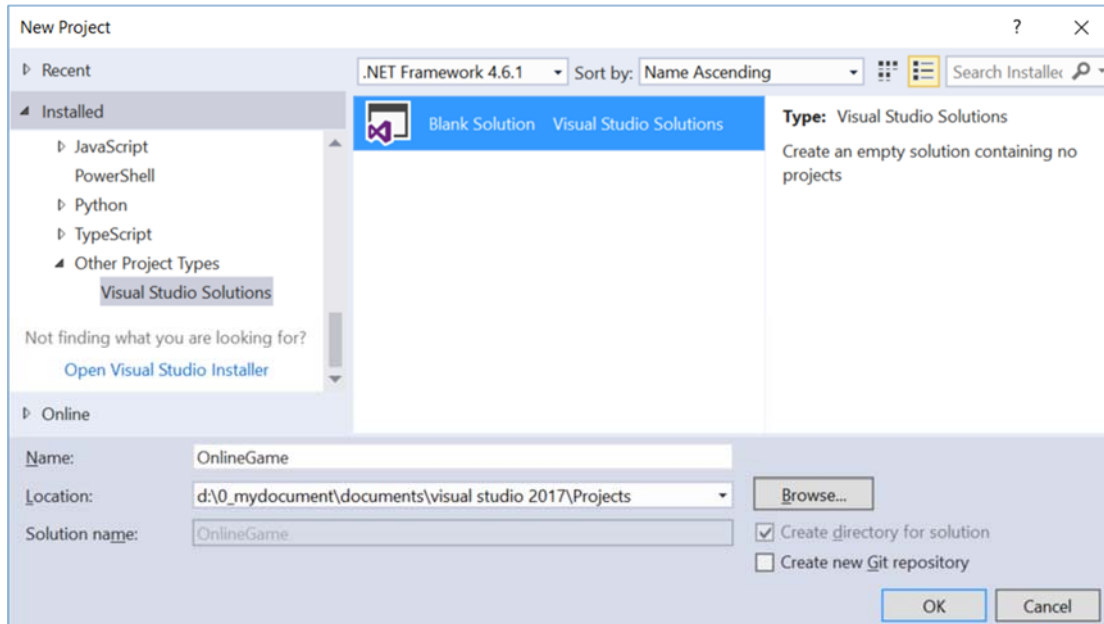 New Project
?
Recent
Installed
JavaScript
PowerShell
Python
TypeScript
Other Project Types
Visual Studio Solutions
Not finding what you are looking for?
Open Visual Studio Installer
Online
.NET Framework 4.6.1
Sort by: Name Ascending
Search Installed
Blank Solution Visual Studio Solutions
Type: Visual Studio Solutions
Create an empty solution containing no
projects
Name: OnlineGame
Location: d:\0_mydocument\documents\visual studio 2017\Projects
Browse...
Solution name: OnlineGame
Create directory for solution
Create new Git repository
OK
Cancel